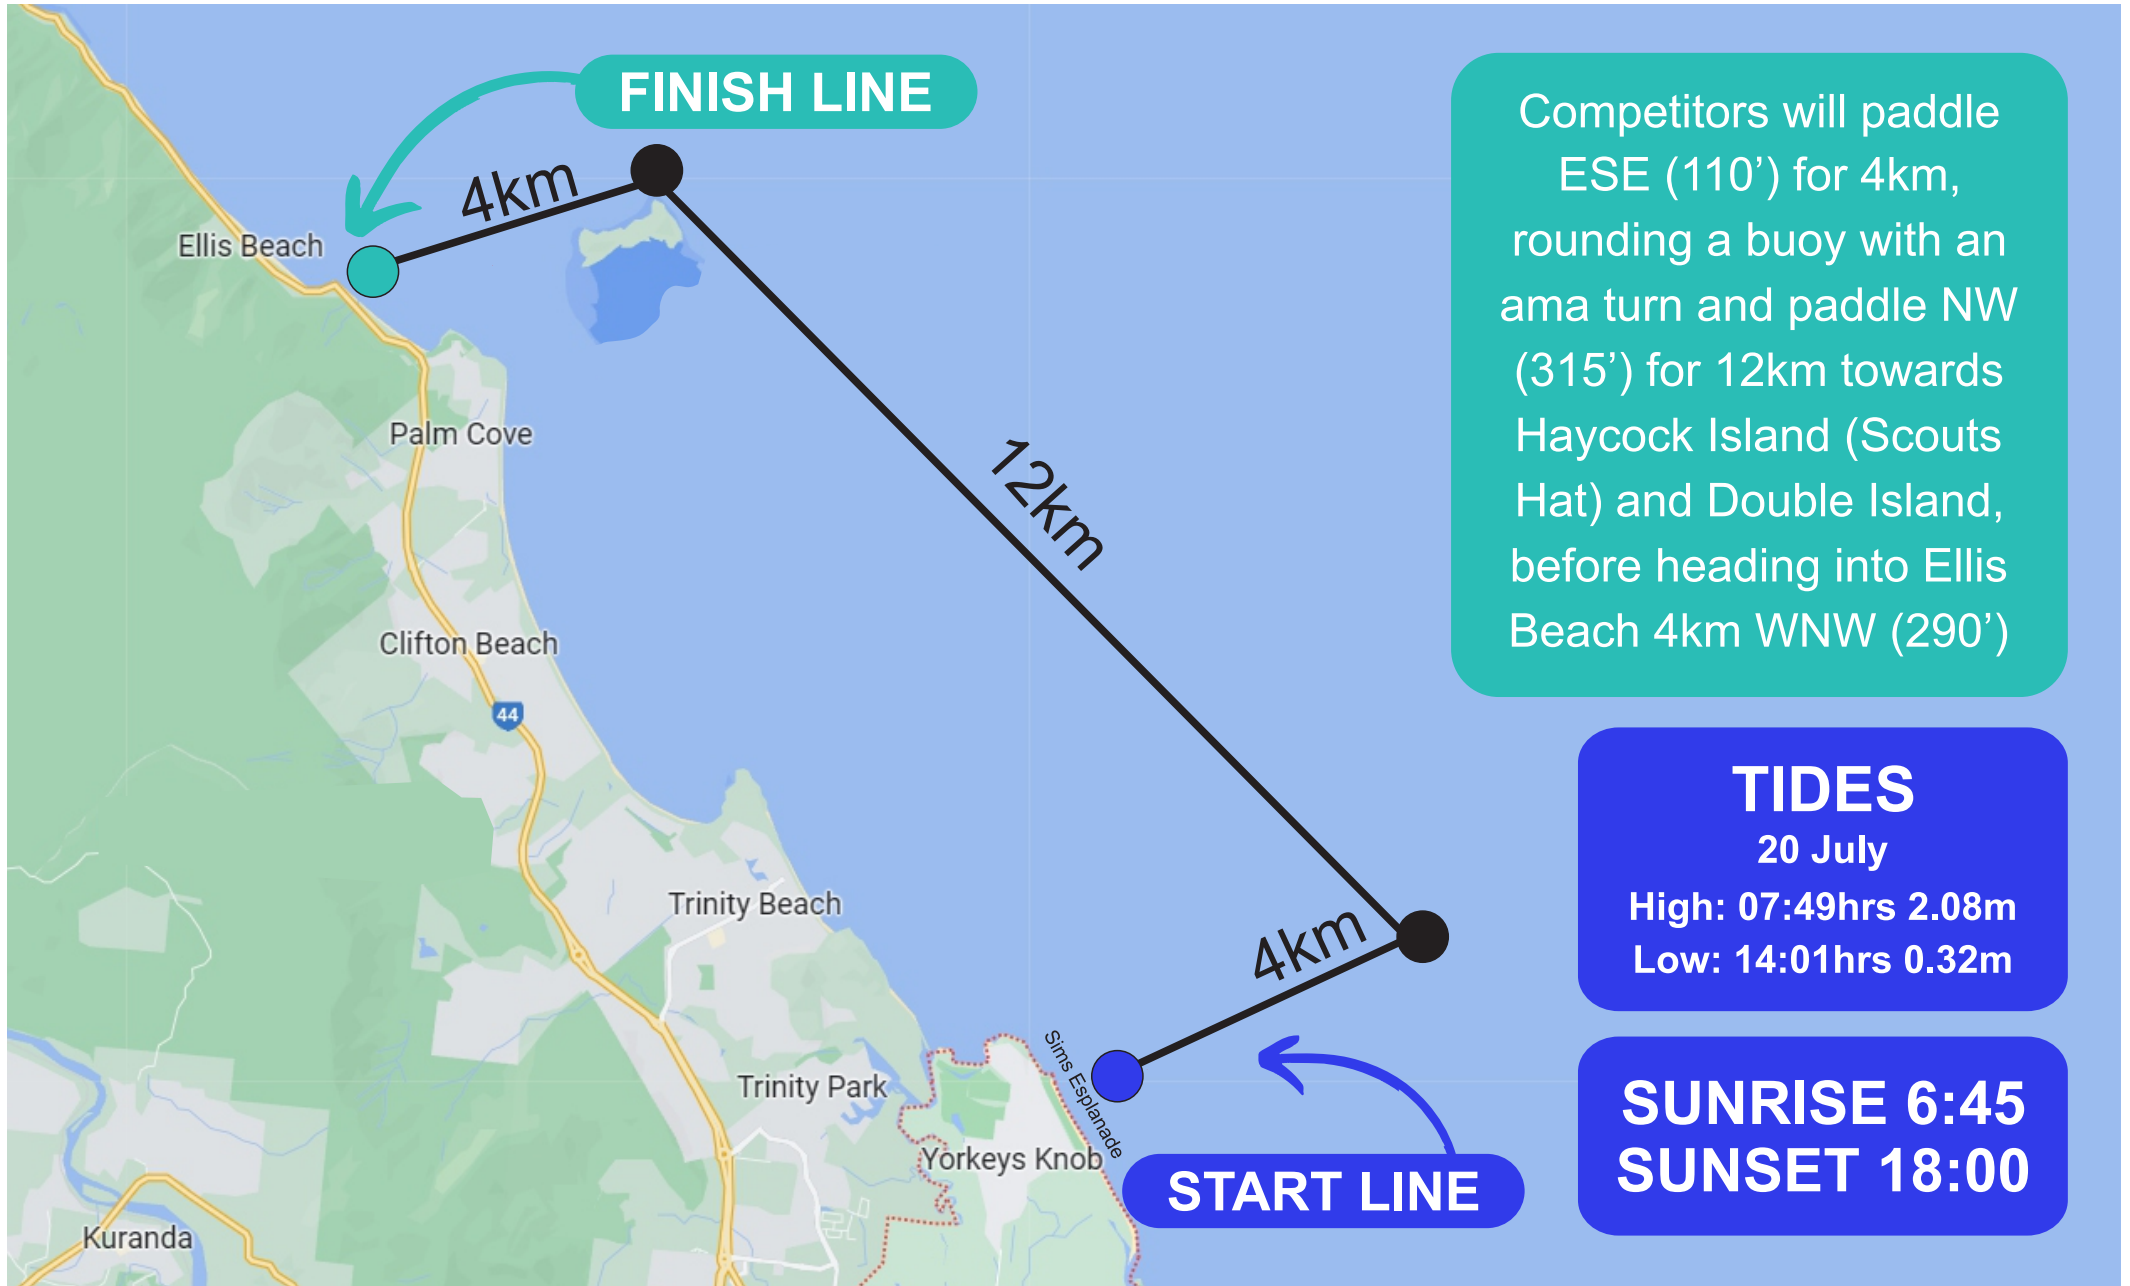 FINISH LINE
4km
Ellis Beach
Palm Cove
12km
Clifton Beach
44
Trinity Beach
4km
Sims Esplanade
Trinity Park
Yorkeys Knob
START LINE
Kuranda
Competitors will paddle
ESE (110’) for 4km,
rounding a buoy with an
ama turn and paddle NW
(315’) for 12km towards
Haycock Island (Scouts
Hat) and Double Island,
before heading into Ellis
Beach 4km WNW (290’)
TIDES
20 July
High: 07:49hrs 2.08m
Low: 14:01hrs 0.32m
SUNRISE 6:45
SUNSET 18:00